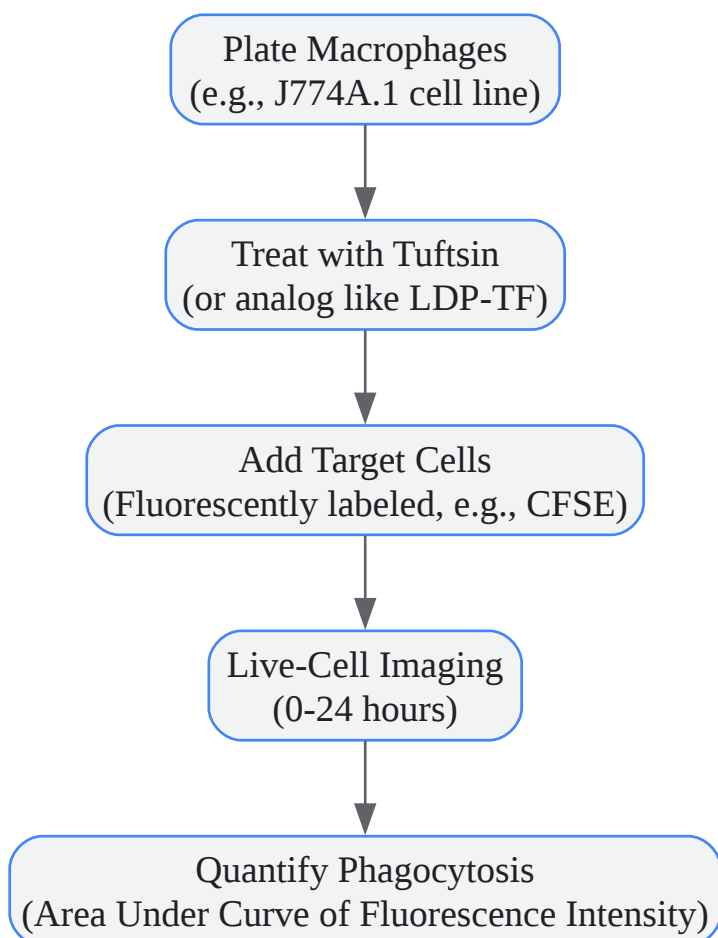 Plate Macrophages
(e.g., J774A.1 cell line)
Treat with Tuftsin
(or analog like LDP-TF)
Add Target Cells
(Fluorescently labeled, e.g., CFSE)
Live-Cell Imaging
(0-24 hours)
Quantify Phagocytosis
(Area Under Curve of Fluorescence Intensity)